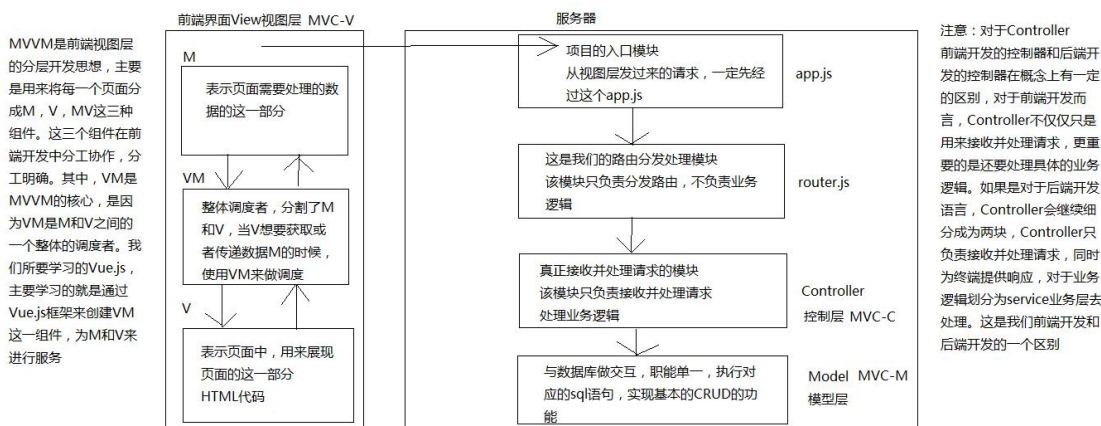 MVVM是前端视图层
的分层开发思想，主要
是用来将每一个页面分
成M，V，MV这三种
组件。这三个组件在前
端开发中分工协作，分
工明确。其中，VM是
MVVM的核心，是因
为VM是M和V之间的
一个整体的调度者。我
们所要学习的Vue.js，
主要学习的就是通过
Vue.js框架来创建VM
这一组件，为M和V来
进行服务
前端界面View视图层 MVC-V
M
表示页面需要处理的数
据的这一部分
VM
整体调度者，分割了M
和V，当V想要获取或
者传递数据M的时候，
使用VM来做调度
V
表示页面中，用来展现
页面的这一部分
HTML代码
服务器
项目的入口模块
从视图层发过来的请求，一定先经
过这个app.js
app.js
这是我们的路由分发处理模块
该模块只负责分发路由，不负责业务
逻辑
router.js
真正接收并处理请求的模块
该模块只负责接收并处理请求
处理业务逻辑
Controller
控制层 MVC-C
与数据库做交互，职能单一，执行对
应的sql语句，实现基本的CRUD的功
能
Model MVC-M
模型层
注意：对于Controller
前端开发的控制器和后端开
发的控制器在概念上有一定
的区别，对于前端开发而
言，Controller不仅仅只是
用来接收并处理请求，更重
要的是还要处理具体的业务
逻辑。如果是对于后端开发
语言，Controller会继续细
分成为两块，Controller只
负责接收并处理请求，同时
为终端提供响应，对于业务
逻辑划分为service业务层去
处理。这是我们前端开发和
后端开发的一个区别